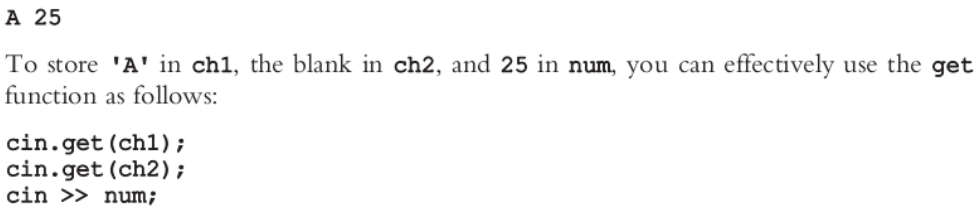 A 25
To store 'A' in ch1, the blank in ch2, and 25 in num, you can effectively use the get
function as follows:
cin.get(ch1);
cin.get(ch2);
cin >> num;